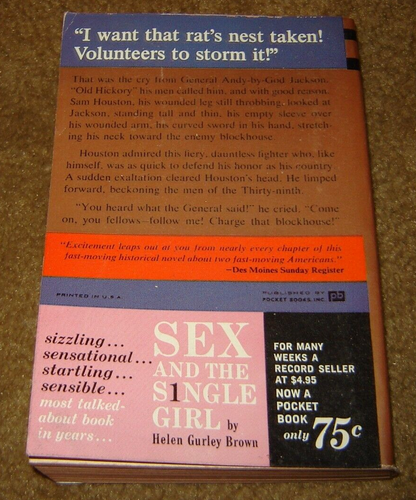 "I want that rat's nest taken!
Volunteers to storm it!"
That was the cry from General Andy-by-God Jackson.
"Old Hickory" his men called him, and with good reason.
Sam Houston, his wounded leg still throbbing, looked at
Jackson, standing tall and thin, his empty sleeve over
his wounded arm, his curved sword in his hand, stretch-
ing his neck toward the enemy blockhouse.
Houston admired this fiery, dauntless fighter who, like
himself, was as quick to defend his honor as his country.
A sudden exaltation cleared Houston's head. He limped
forward, beckoning the men of the Thirty-ninth.
"You heard what the General said!" he cried. "Come
on, you fellows—follow me! Charge that blockhouse!"
"Excitement leaps out at you from nearly every chapter of this
fast-moving historical novel about two fast-moving Americans."
—Des Moines Sunday Register
PRINTED IN U.S.A.
PUBLISHED BY
POCKET BOOKS, INC. pb
sizzling...
sensational...
startling...
sensible...
most talked-
about book
in years...
SEX
AND THE
S1NGLE
GIRL by
Helen Gurley Brown
FOR MANY
WEEKS A
RECORD SELLER
AT $4.95
NOW A
POCKET
BOOK
only 75c